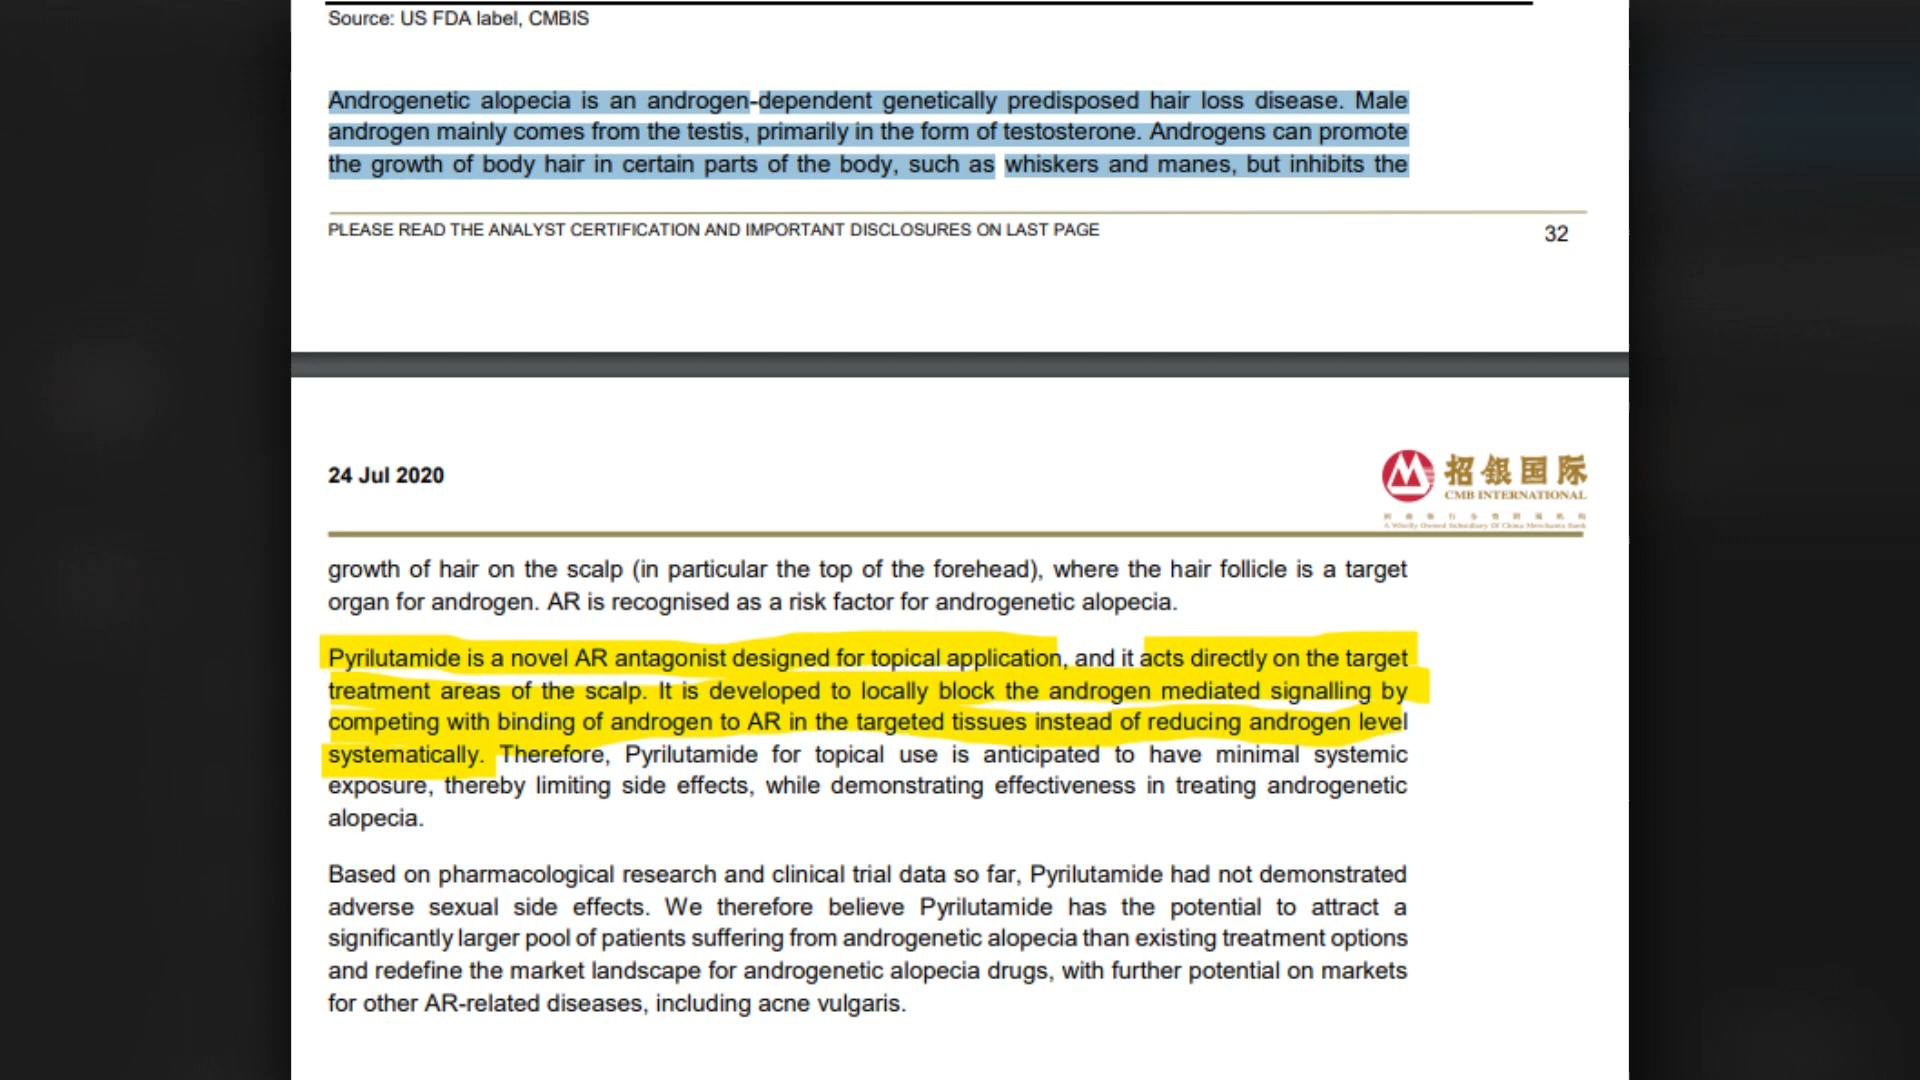 Source: US FDA label, CMBIS
Androgenetic alopecia is an androgen-dependent genetically predisposed hair loss disease. Male
androgen mainly comes from the testis, primarily in the form of testosterone. Androgens can promote
the growth of body hair in certain parts of the body, such as whiskers and manes, but inhibits the
PLEASE READ THE ANALYST CERTIFICATION AND IMPORTANT DISCLOSURES ON LAST PAGE
32
24 Jul 2020
招银国际
CMB INTERNATIONAL
A Wholly Owned Subsidiary Of China Merchants Bank
growth of hair on the scalp (in particular the top of the forehead), where the hair follicle is a target
organ for androgen. AR is recognised as a risk factor for androgenetic alopecia.
Pyrilutamide is a novel AR antagonist designed for topical application, and it acts directly on the target
treatment areas of the scalp. It is developed to locally block the androgen mediated signalling by
competing with binding of androgen to AR in the targeted tissues instead of reducing androgen level
systematically. Therefore, Pyrilutamide for topical use is anticipated to have minimal systemic
exposure, thereby limiting side effects, while demonstrating effectiveness in treating androgenetic
alopecia.
Based on pharmacological research and clinical trial data so far, Pyrilutamide had not demonstrated
adverse sexual side effects. We therefore believe Pyrilutamide has the potential to attract a
significantly larger pool of patients suffering from androgenetic alopecia than existing treatment options
and redefine the market landscape for androgenetic alopecia drugs, with further potential on markets
for other AR-related diseases, including acne vulgaris.